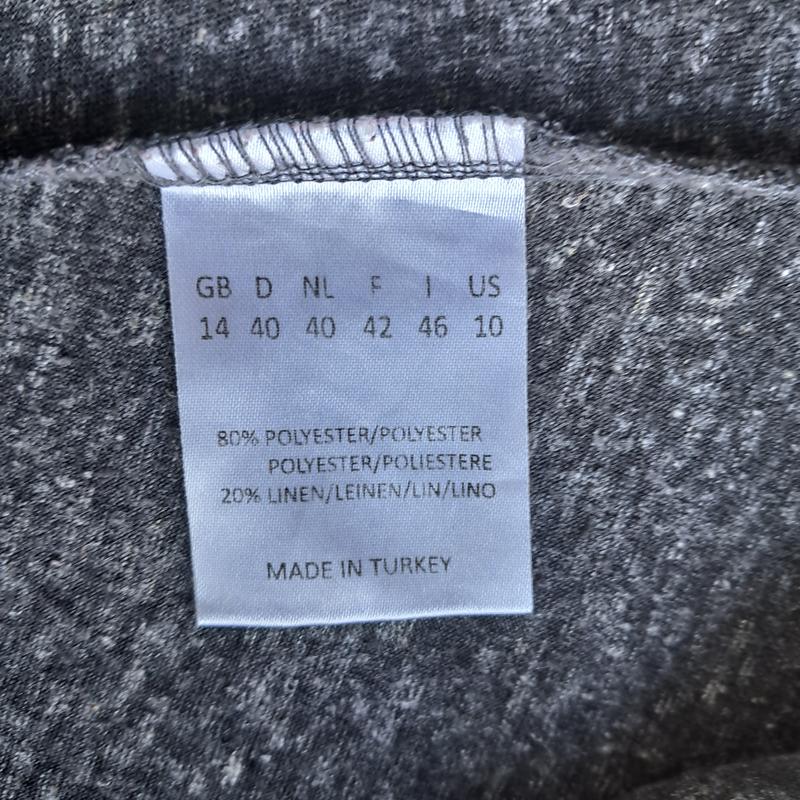 GB D NL F I US
14 40 40 42 46 10
80% POLYESTER/POLYESTER
POLYESTER/POLIESTERE
20% LINEN/LEINEN/LIN/LINO
MADE IN TURKEY